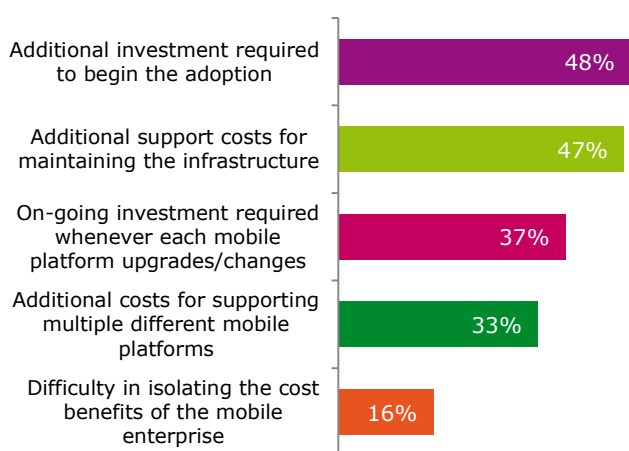 Additional investment required
to begin the adoption
48%
Additional support costs for
maintaining the infrastructure
47%
On-going investment required
whenever each mobile
platform upgrades/changes
37%
Additional costs for supporting
multiple different mobile
platforms
33%
Difficulty in isolating the cost
benefits of the mobile
enterprise
16%